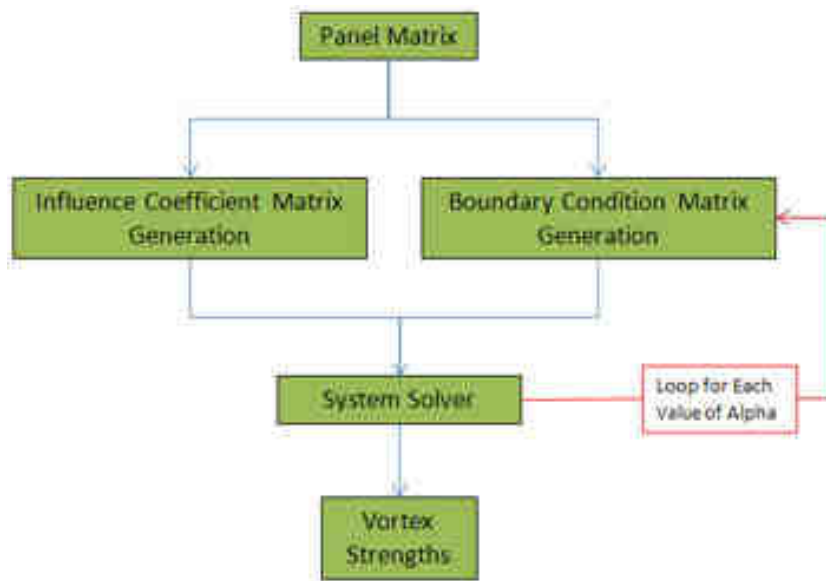 Panel Matrix
Influence Coefficient Matrix
Generation
Boundary Condition Matrix
Generation
System Solver
Loop for Each
Value of Alpha
Vortex
Strengths